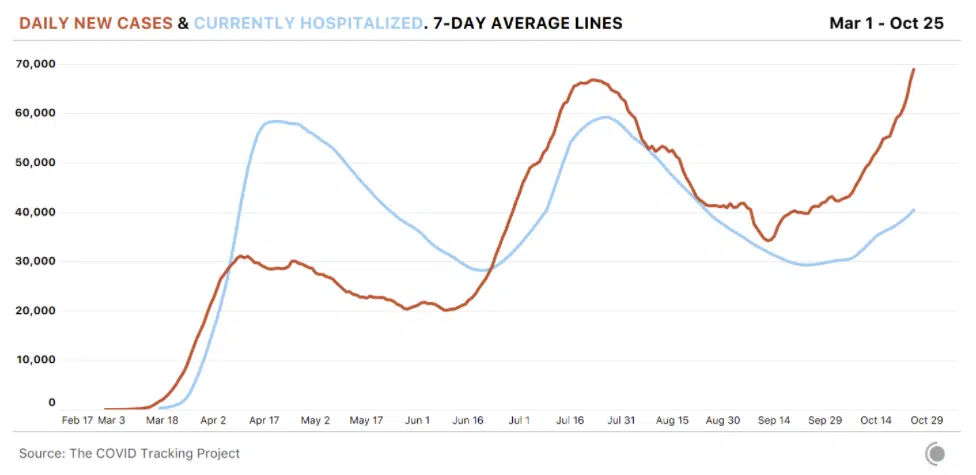 DAILY NEW CASES & CURRENTLY HOSPITALIZED. 7-DAY AVERAGE LINES
Mar 1 - Oct 25
70,000
60,000
50,000
40,000
30,000
20,000
10,000
0
Feb 17 Mar 3 Mar 18 Apr 2 Apr 17 May 2 May 17 Jun 1 Jun 16 Jul 1 Jul 16 Jul 31 Aug 15 Aug 30 Sep 14 Sep 29 Oct 14 Oct 29
Source: The COVID Tracking Project